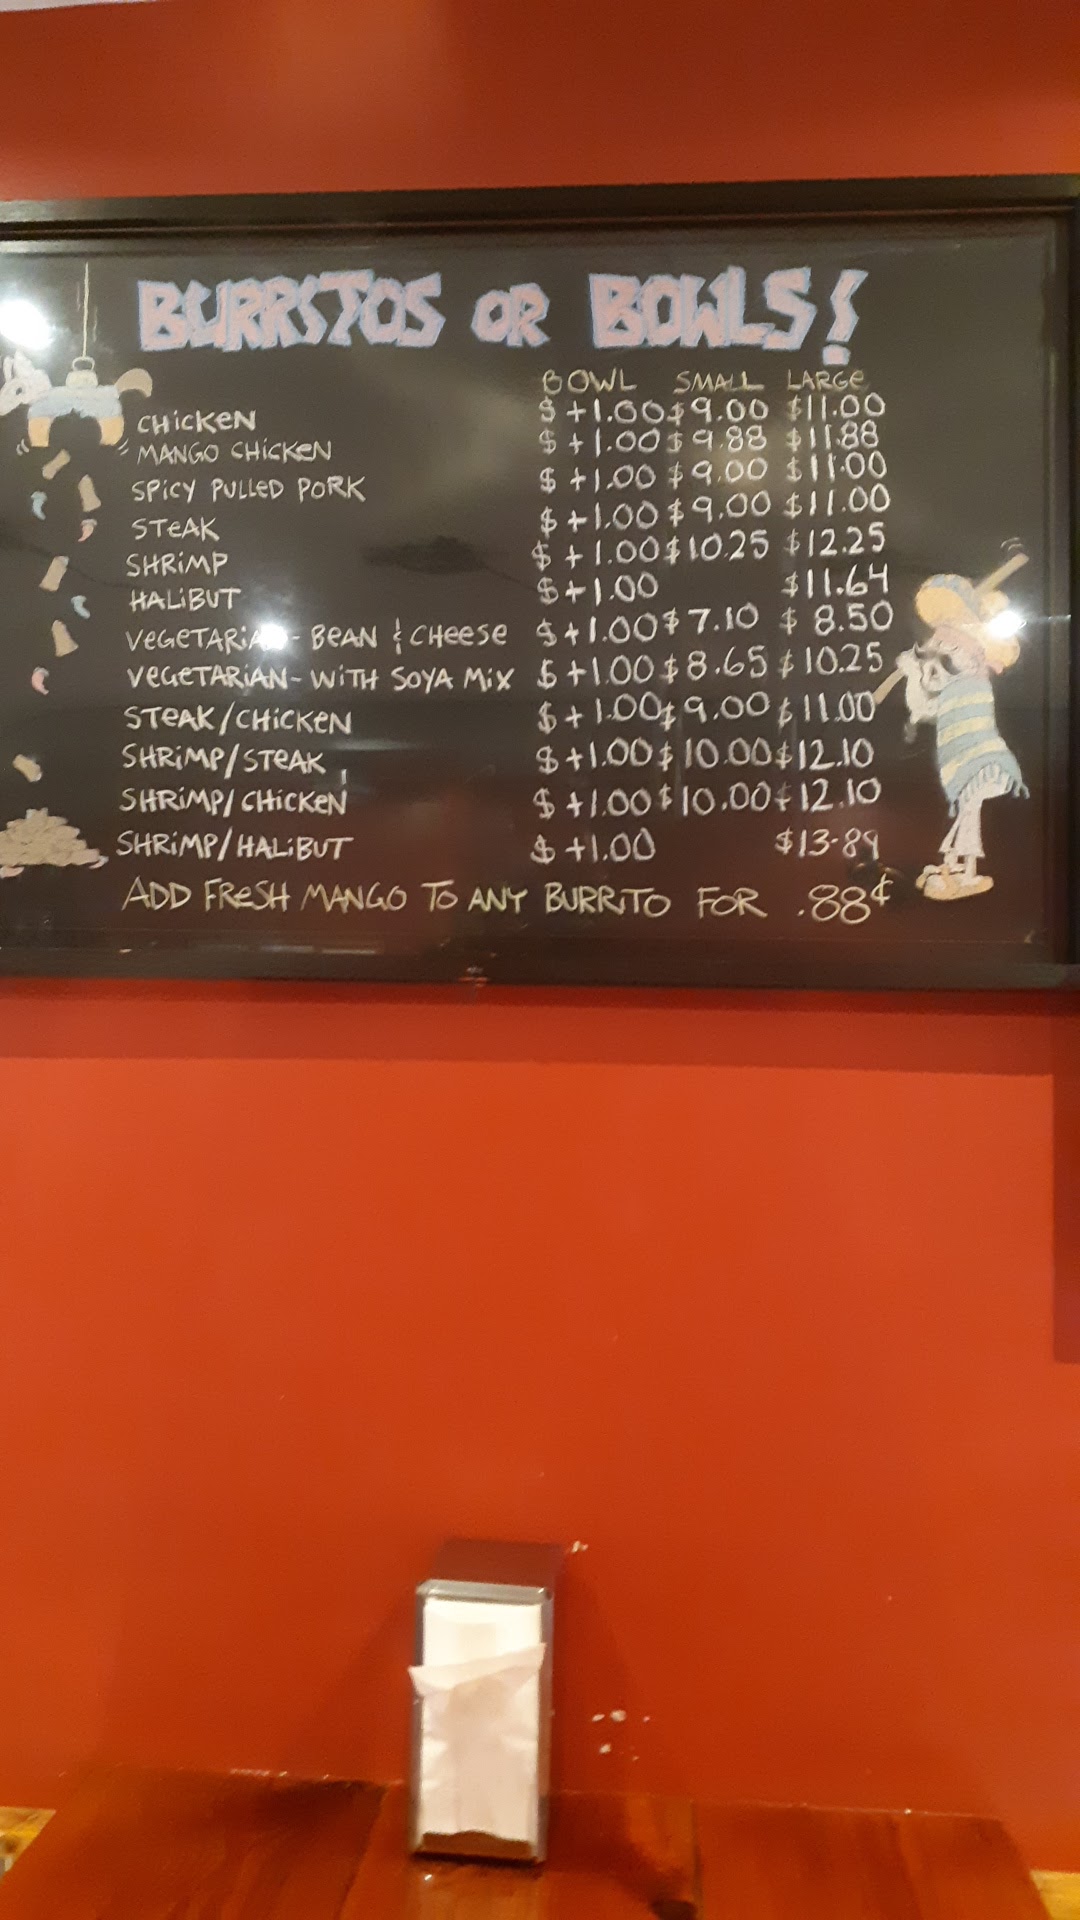 BURRITOS OR BOWLS!
BOWL SMALL LARGE
CHICKEN $+1.00 $9.00 $11.00
MANGO CHICKEN $+1.00 $9.88 $11.88
SPICY PULLED PORK $+1.00 $9.00 $11.00
STEAK $+1.00 $9.00 $11.00
SHRIMP $+1.00 $10.25 $12.25
HALIBUT $+1.00 $11.64
VEGETARIAN - BEAN & CHEESE $+1.00 $7.10 $8.50
VEGETARIAN - WITH SOYA MIX $+1.00 $8.65 $10.25
STEAK/CHICKEN $+1.00 $9.00 $11.00
SHRIMP/STEAK $+1.00 $10.00 $12.10
SHRIMP/CHICKEN $+1.00 $10.00 $12.10
SHRIMP/HALIBUT $+1.00 $13.89
ADD FRESH MANGO TO ANY BURRITO FOR .88¢